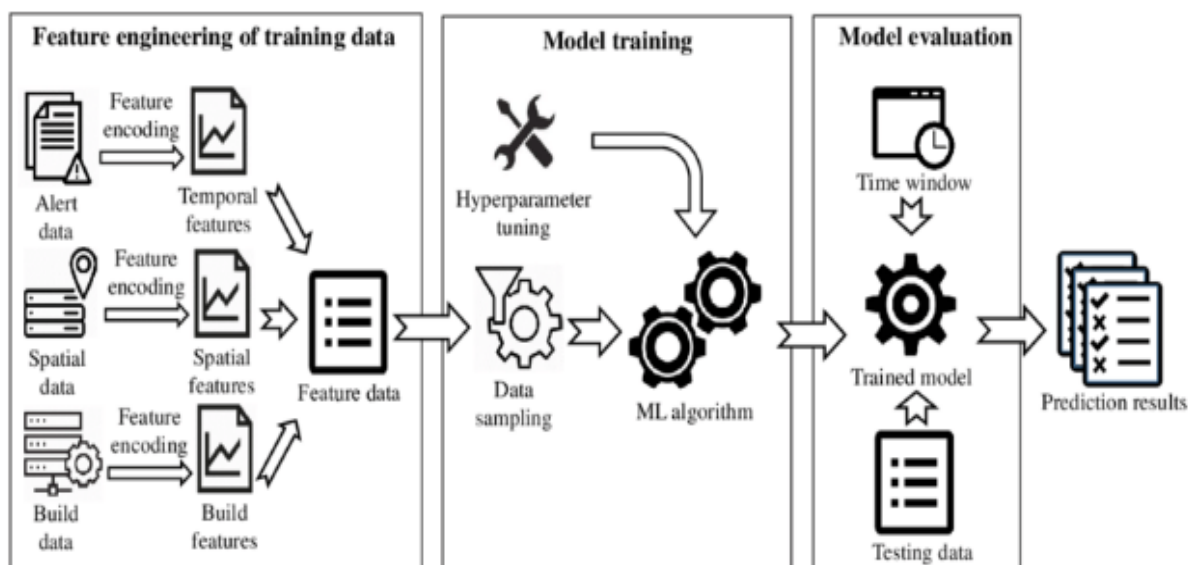 Feature engineering of training data
Feature
encoding
Alert
data
Temporal
features
Feature
encoding
Spatial
data
Spatial
features
Feature
encoding
Build
data
Build
features
Feature data
Model training
Hyperparameter
tuning
Data
sampling
ML algorithm
Model evaluation
Time window
Trained model
Testing data
Prediction results